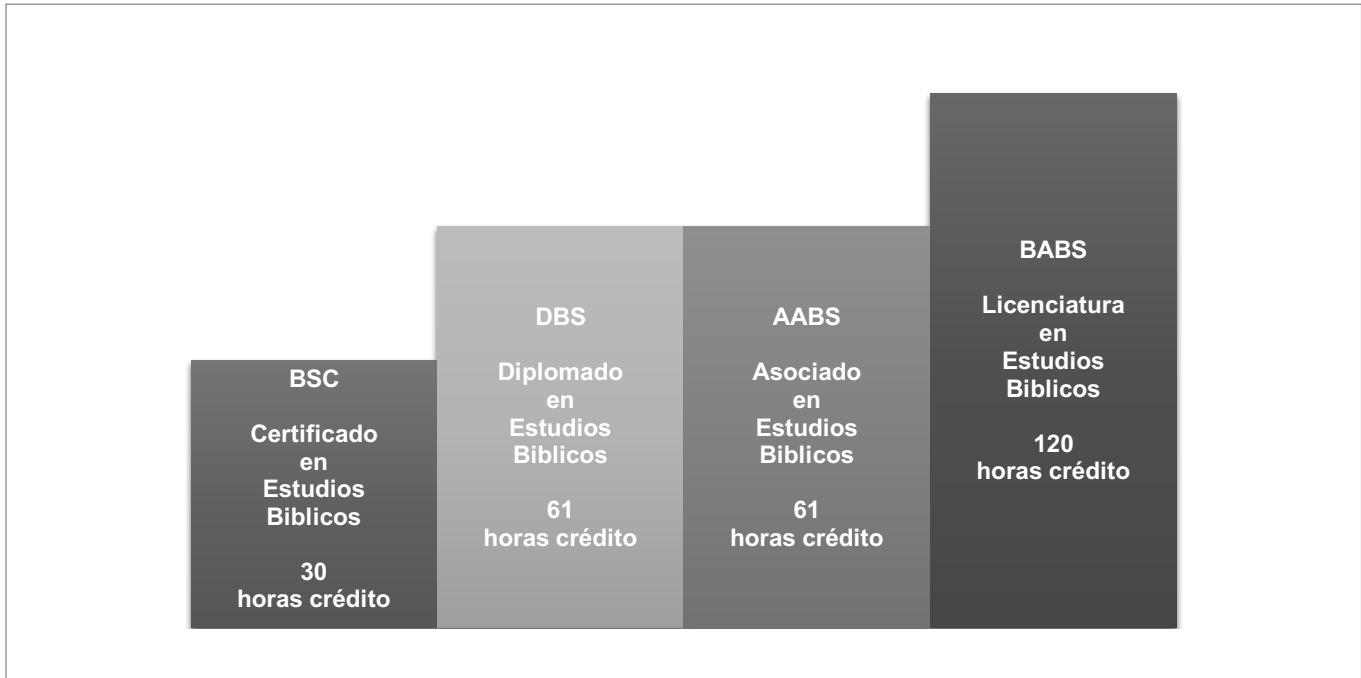 BSC
Certificado
en
Estudios
Biblicos
30
horas crédito
DBS
Diplomado
en
Estudios
Biblicos
61
horas crédito
AABS
Asociado
en
Estudios
Biblicos
61
horas crédito
BABS
Licenciatura
en
Estudios
Biblicos
120
horas crédito